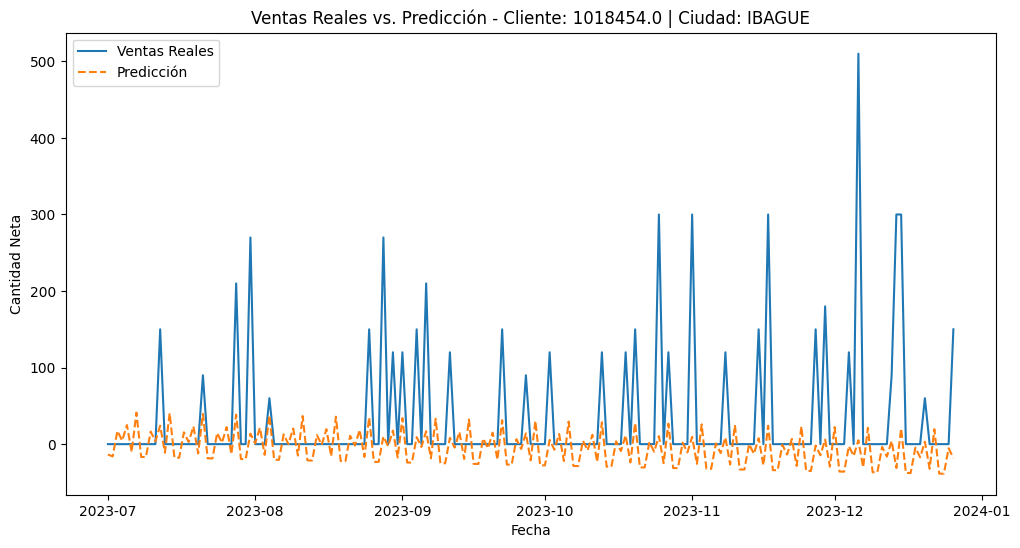 Ventas Reales vs. Predicción - Cliente: 1018454.0 | Ciudad: IBAGUE
Ventas Reales
Predicción
500
400
300
200
100
0
Cantidad Neta
2023-07
2023-08
2023-09
2023-10
2023-11
2023-12
2024-01
Fecha